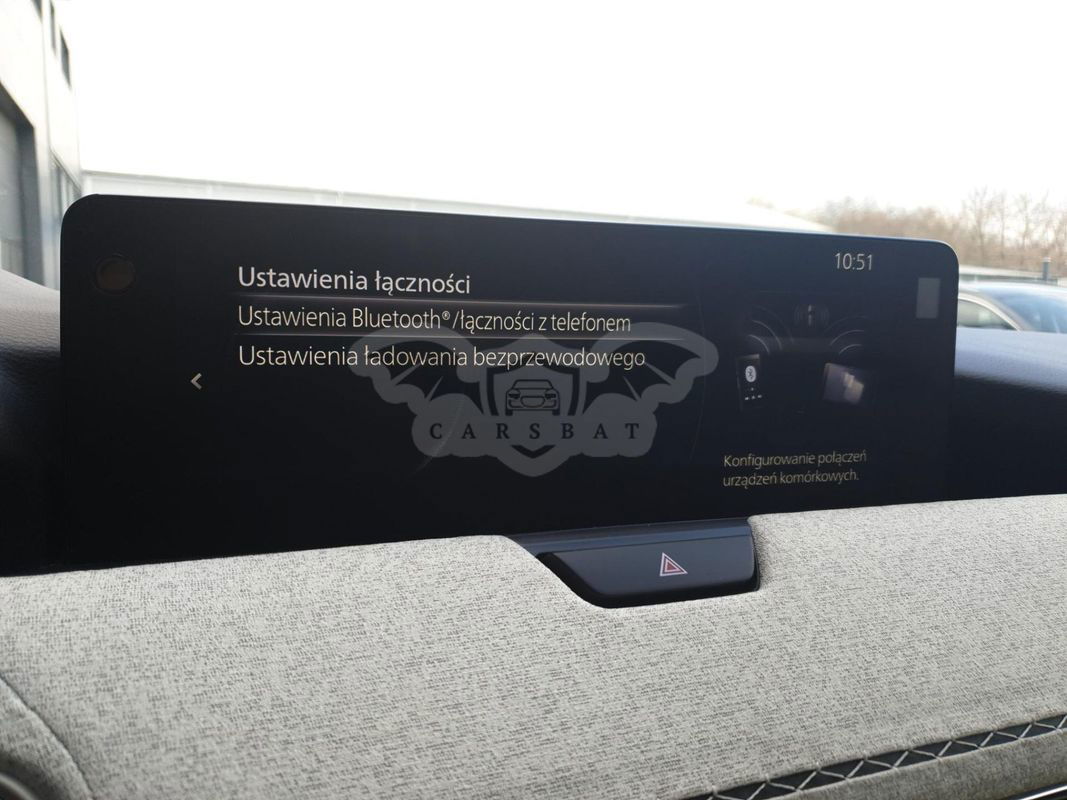 10:51
Ustawienia łączności
Ustawienia Bluetooth®/łączności z telefonem
Ustawienia ładowania bezprzewodowego
<
CARSBAT
Konfigurowanie połączeń
urządzeń komórkowych.